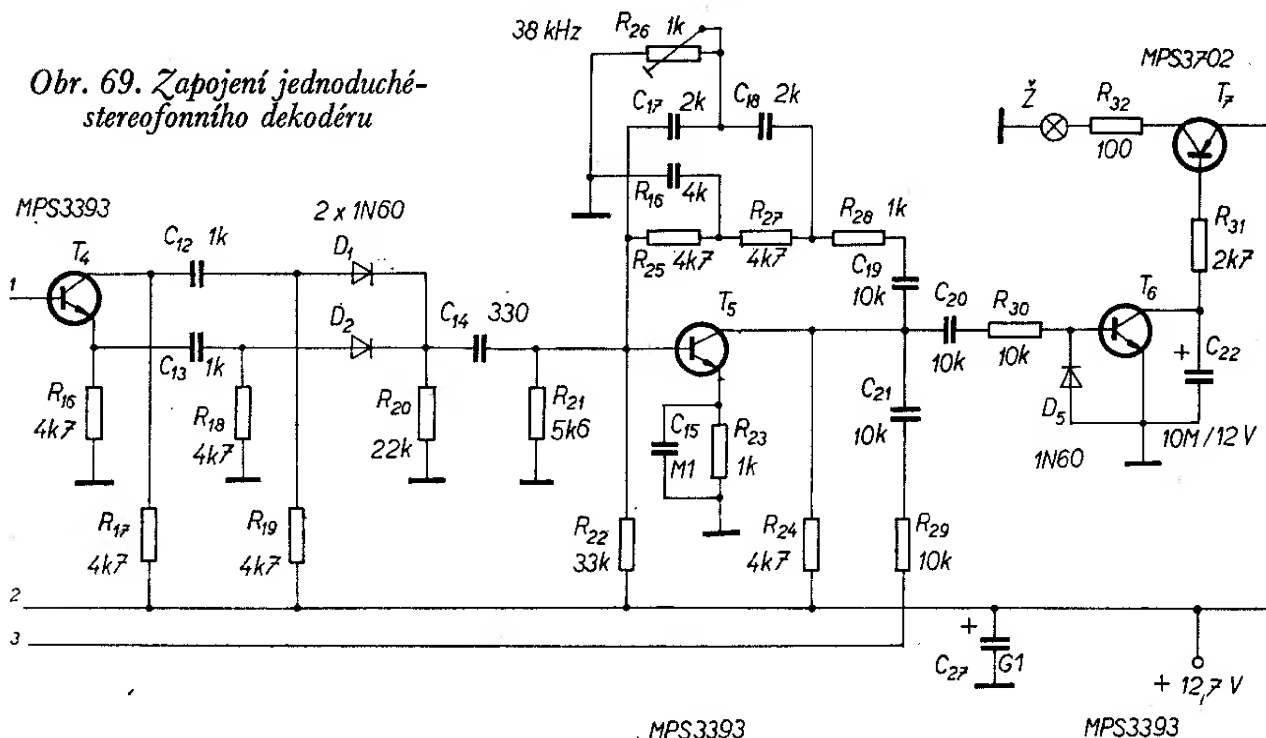 Obr. 69. Zapojení jednoduché-
stereofonního dekodéru
38 kHz
R26
1k
C17
2k
C18
2k
R16
4k
R25
4k7
R27
4k7
R28
1k
C19
10k
MPS3702
Ž
R32
100
T7
R31
2k7
MPS3393
T4
1
C12
1k
2 x 1N60
D1
D2
C13
1k
C14
330
R16
4k7
R18
4k7
R20
22k
R21
5k6
T5
C15
M1
R23
1k
C20
10k
R30
10k
T6
C22
+
10M/12V
D5
1N60
C21
10k
R17
4k7
R19
4k7
R22
33k
R24
4k7
R29
10k
2
3
+
C27
G1
+ 12,7 V
MPS3393
MPS3393